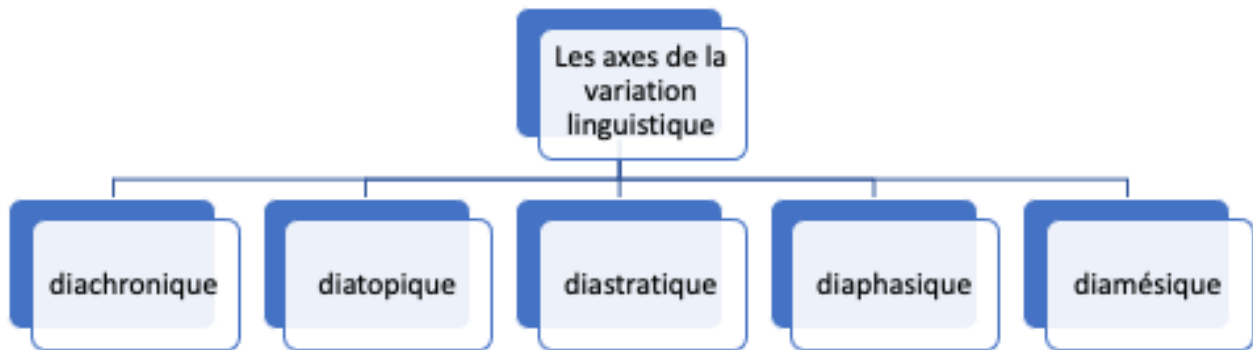 Les axes de la
variation
linguistique
diachronique
diatopique
diastratique
diaphasique
diamésique